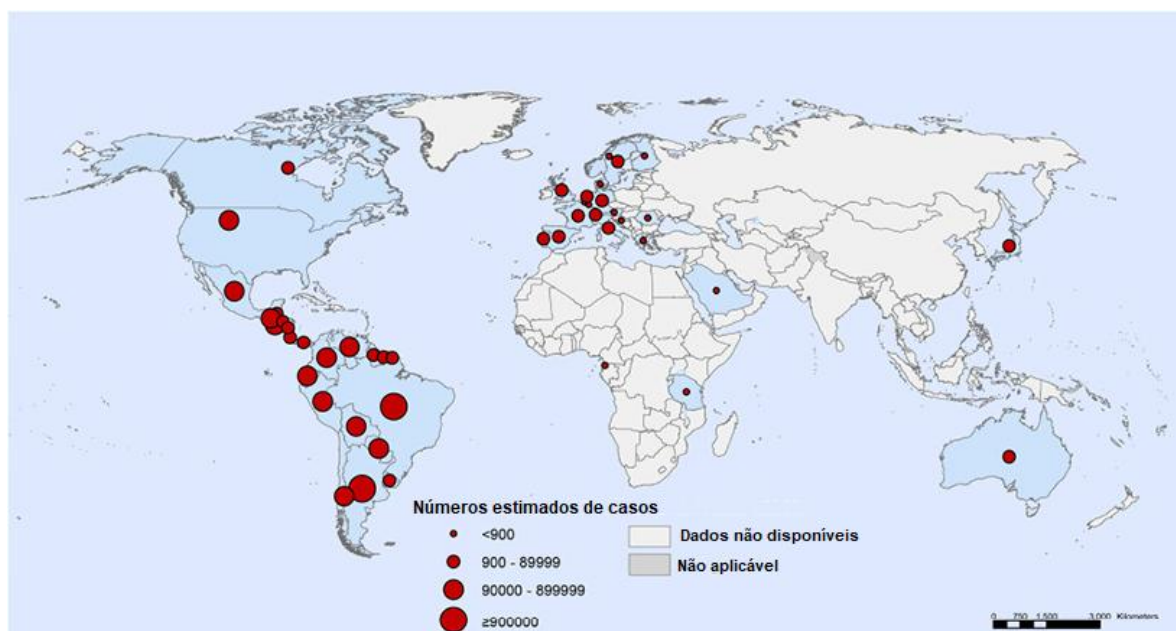 Números estimados de casos
<900
900 - 89999
90000 - 899999
≥900000
Dados não disponíveis
Não aplicável
0 750 1,500 3,000 Kilometers